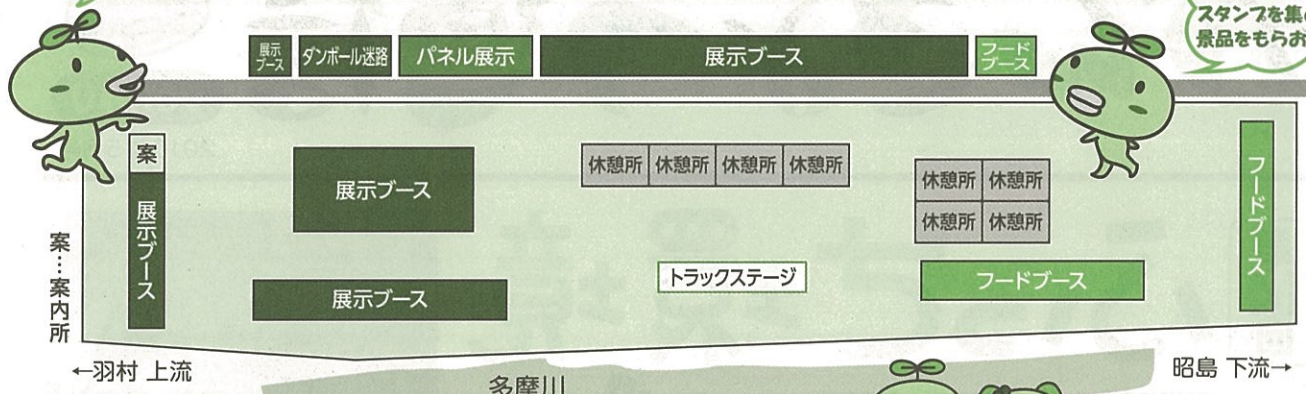 スタンプを集
景品をもらお
展示
ブース
ダンボール迷路
パネル展示
展示ブース
フード
ブース
案
展示ブース
展示ブース
展示ブース
休憩所 休憩所 休憩所 休憩所
休憩所 休憩所
休憩所 休憩所
トラックステージ
フードブース
フードブース
案…案内所
←羽村 上流
多摩川
昭島 下流→